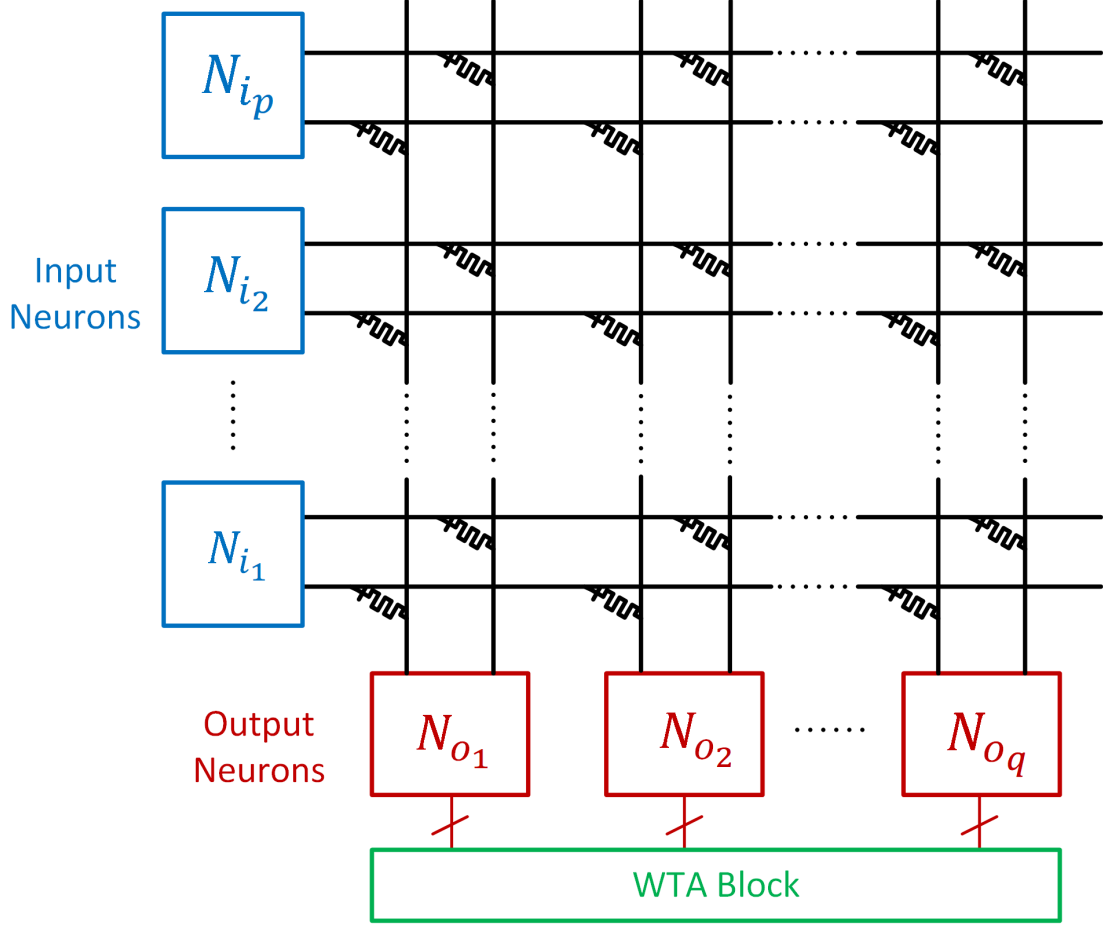 N_{i_p}
Input
Neurons
N_{i_2}
N_{i_1}
Output
Neurons
N_{o_1}
N_{o_2}
N_{o_q}
WTA Block